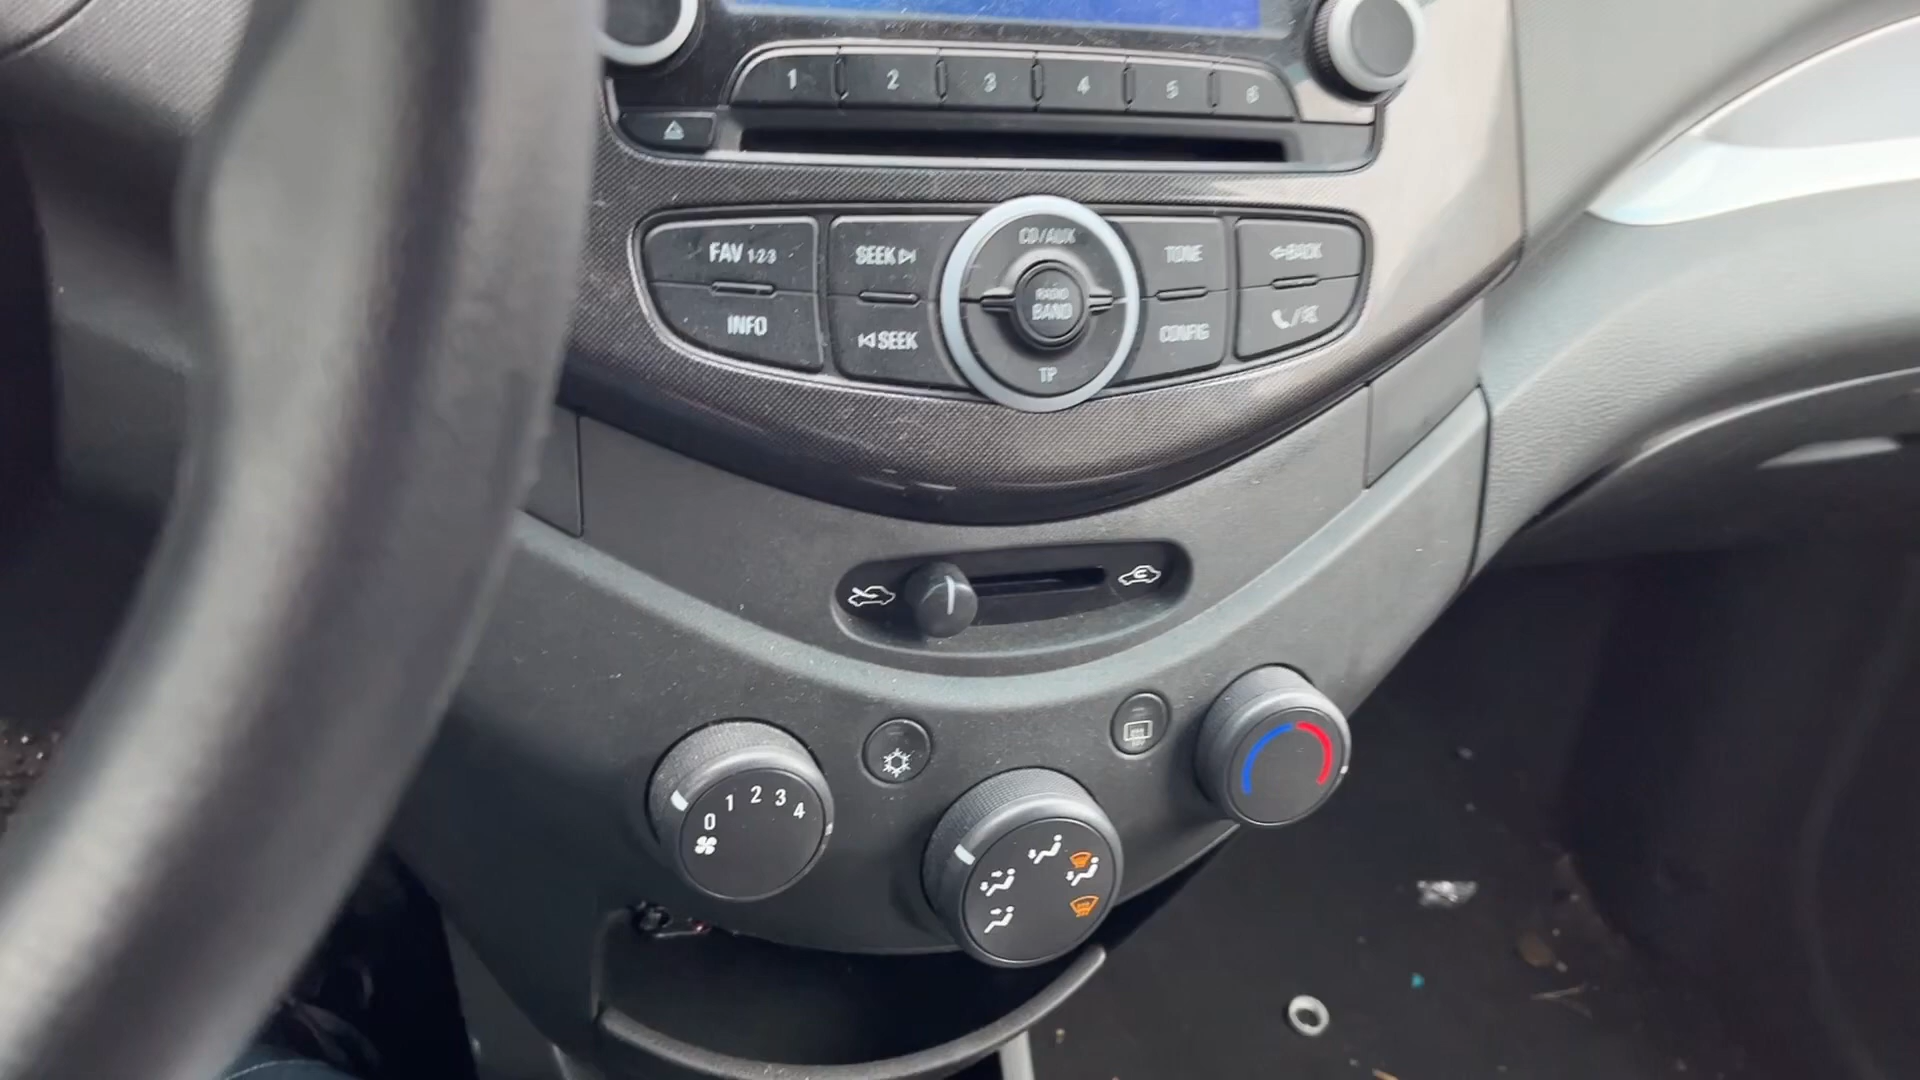 1 2 3 4 5 6
FAV 1-2-3
SEEK
CD/AUX
TONE
BACK
INFO
SEEK
RADIO
BAND
CONFIG
TP
0 1 2 3 4